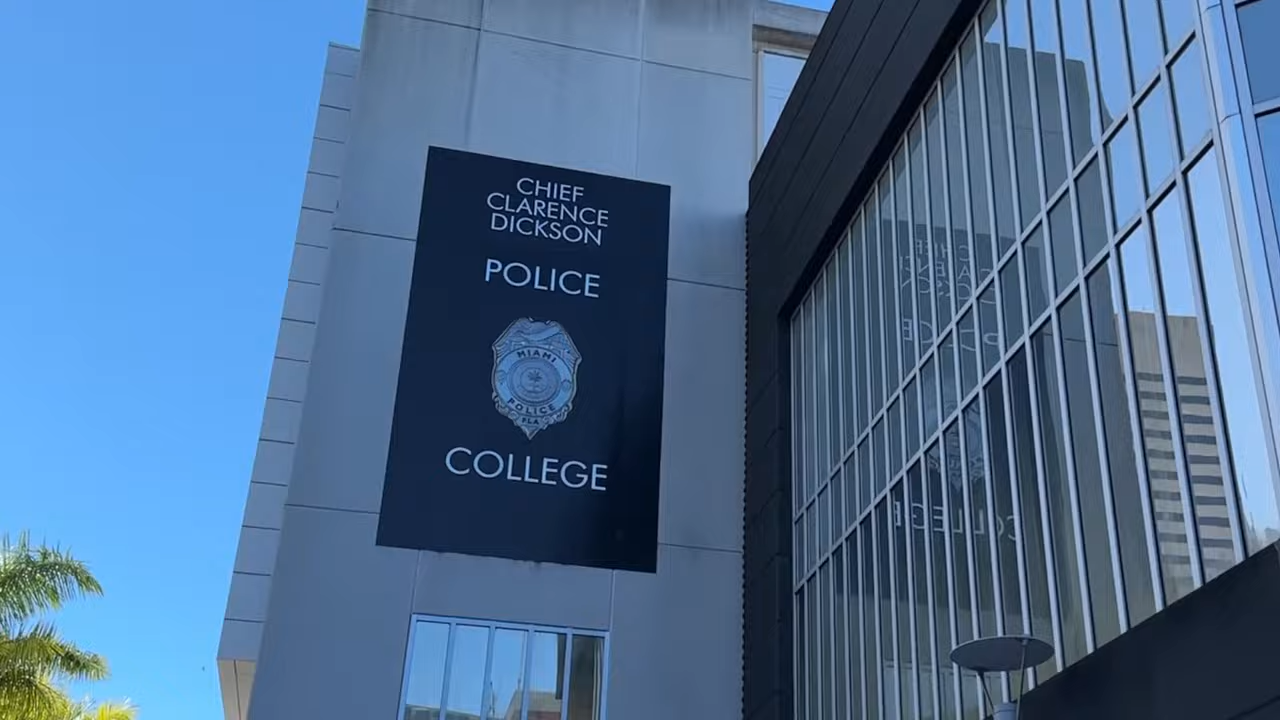 CHIEF
CLARENCE
DICKSON
POLICE
MIAMI
POLICE
FLA
COLLEGE